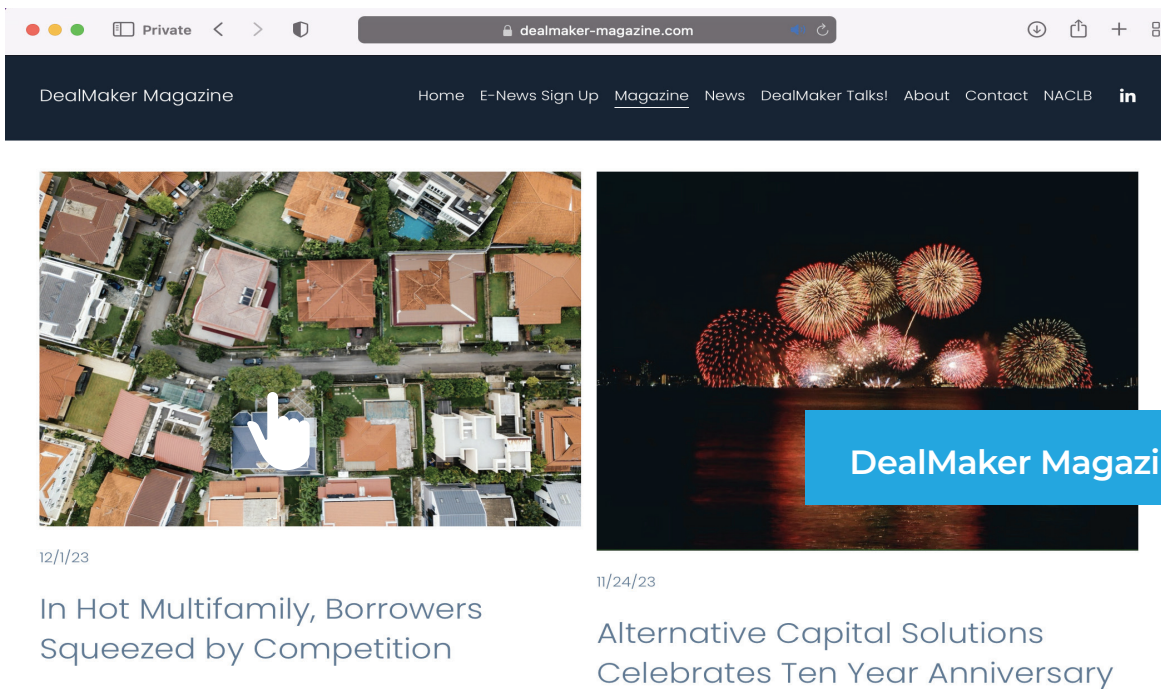 Private
dealmaker-magazine.com
DealMaker Magazine
Home E-News Sign Up Magazine News DealMaker Talks! About Contact NACLB in
DealMaker Magazi
12/1/23
In Hot Multifamily, Borrowers
Squeezed by Competition
11/24/23
Alternative Capital Solutions
Celebrates Ten Year Anniversary